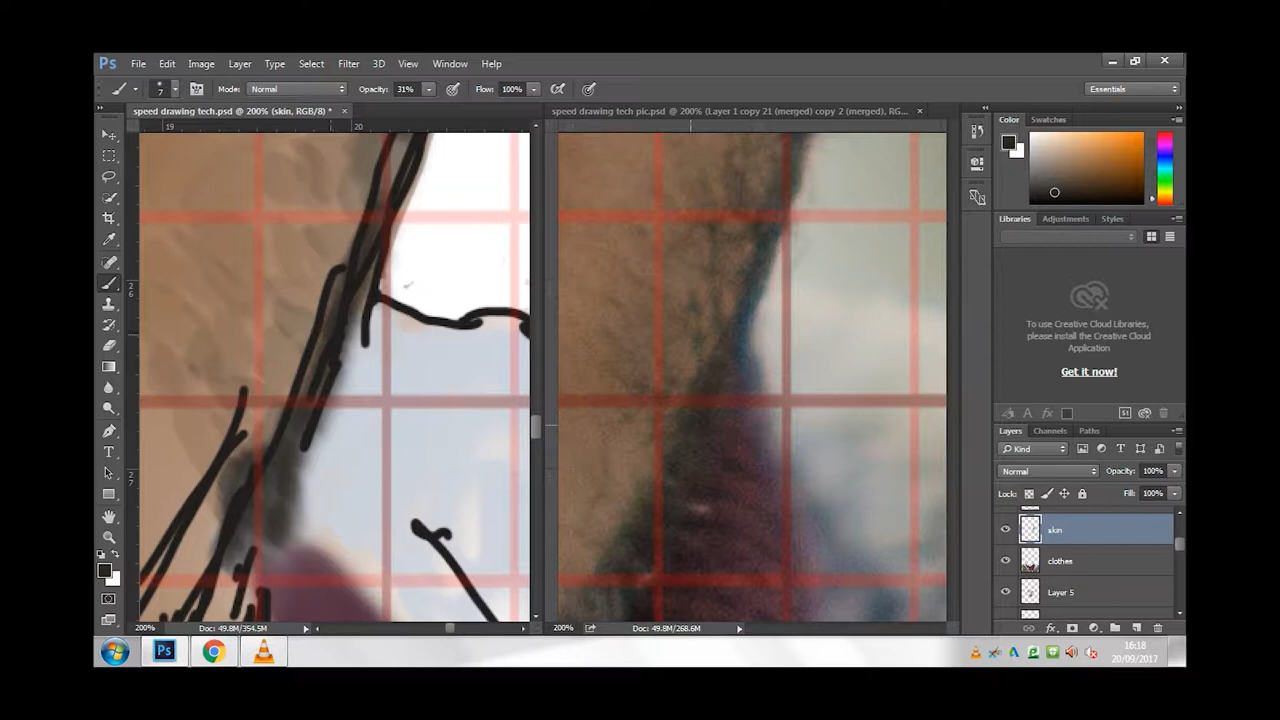 Ps File Edit Image Layer Type Select Filter 3D View Window Help
7 Mode: Normal Opacity: 31% Flow: 100% Essentials
speed drawing tech.psd @ 200% (skin, RGB/8) * × speed drawing tech pic.psd @ 200% (Layer 1 copy 21 (merged) copy 2 (merged), RG... ×
19 20
Color Swatches
Libraries Adjustments Styles
26
To use Creative Cloud Libraries,
please install the Creative Cloud
Application
Get it now!
Layers Channels Paths
Kind
Normal Opacity: 100%
27
Lock: Fill: 100%
skin
clothes
Layer 5
200% Doc: 49.8M/354.5M 200% Doc: 49.8M/268.6M
Ps 16:18
20/09/2017